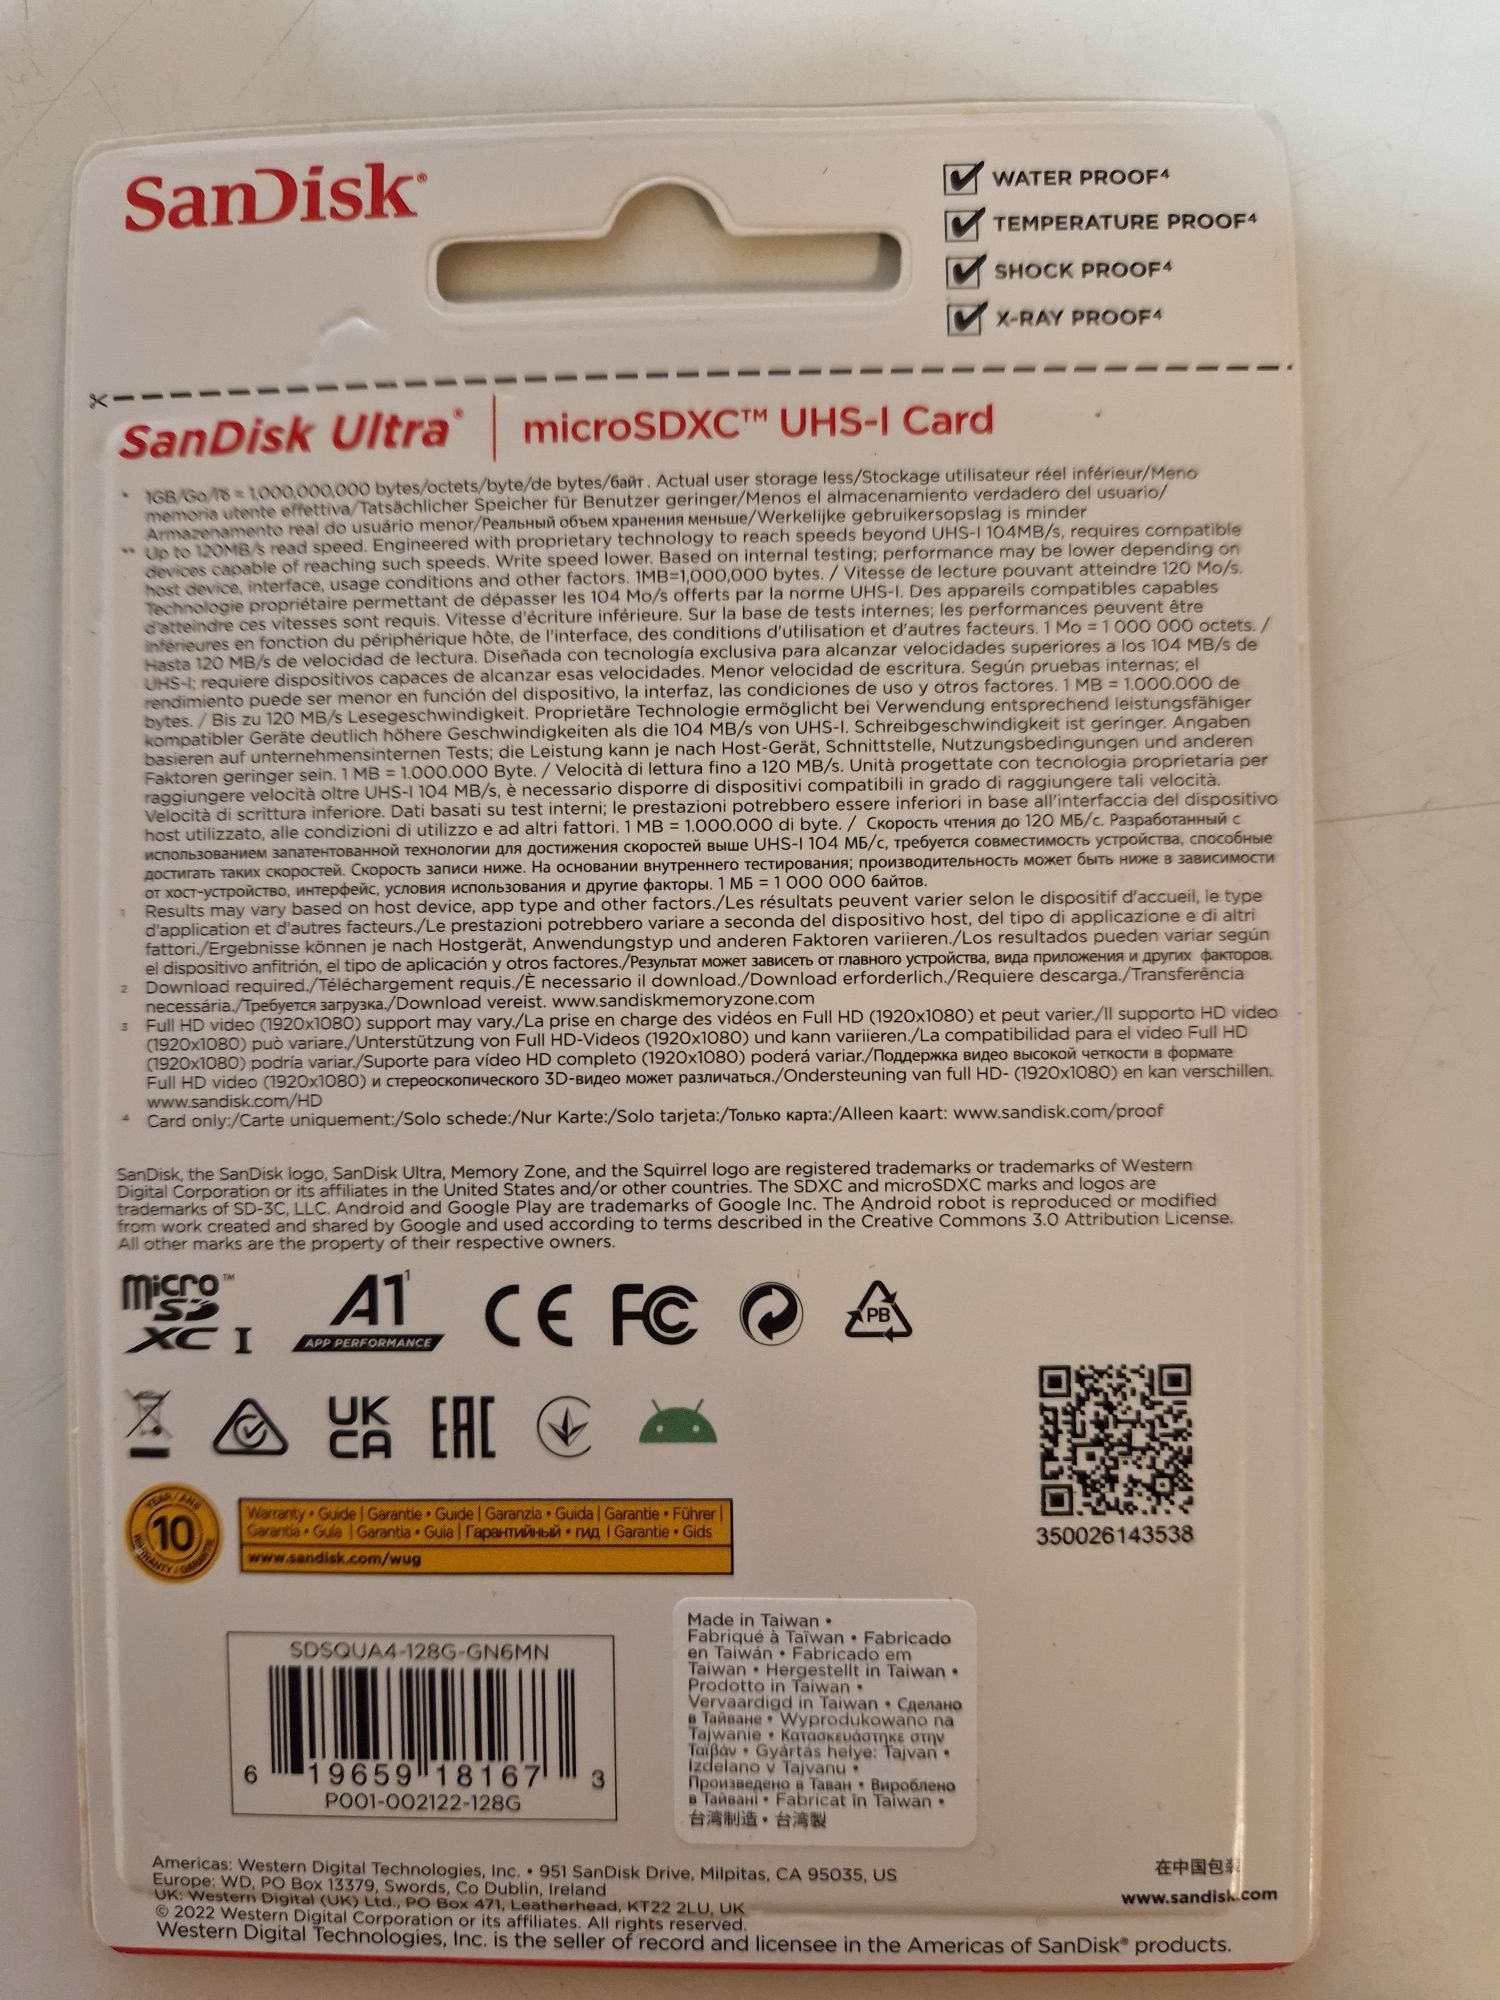 SanDisk®
WATER PROOF⁴
TEMPERATURE PROOF⁴
SHOCK PROOF⁴
X-RAY PROOF⁴
SanDisk Ultra® | microSDXC™ UHS-I Card
* 1GB/Go/Гб = 1,000,000,000 bytes/octets/byte/de bytes/байт . Actual user storage less/Stockage utilisateur réel inférieur/Meno
memoria utente effettiva/Tatsächlicher Speicher für Benutzer geringer/Menos el almacenamiento verdadero del usuario/
Armazenamento real do usuário menor/Реальный объем хранения меньше/Werkelijke gebruikersopslag is minder
** Up to 120MB/s read speed. Engineered with proprietary technology to reach speeds beyond UHS-I 104MB/s, requires compatible
devices capable of reaching such speeds. Write speed lower. Based on internal testing; performance may be lower depending on
host device, interface, usage conditions and other factors. 1MB=1,000,000 bytes. / Vitesse de lecture pouvant atteindre 120 Mo/s.
Technologie propriétaire permettant de dépasser les 104 Mo/s offerts par la norme UHS-I. Des appareils compatibles capables
d'atteindre ces vitesses sont requis. Vitesse d'écriture inférieure. Sur la base de tests internes; les performances peuvent être
inférieures en fonction du périphérique hôte, de l'interface, des conditions d'utilisation et d'autres facteurs. 1 Mo = 1 000 000 octets. /
Hasta 120 MB/s de velocidad de lectura. Diseñada con tecnología exclusiva para alcanzar velocidades superiores a los 104 MB/s de
UHS-I; requiere dispositivos capaces de alcanzar esas velocidades. Menor velocidad de escritura. Según pruebas internas; el
rendimiento puede ser menor en función del dispositivo, la interfaz, las condiciones de uso y otros factores. 1 MB = 1.000.000 de
bytes. / Bis zu 120 MB/s Lesegeschwindigkeit. Proprietäre Technologie ermöglicht bei Verwendung entsprechend leistungsfähiger
kompatibler Geräte deutlich höhere Geschwindigkeiten als die 104 MB/s von UHS-I. Schreibgeschwindigkeit ist geringer. Angaben
basieren auf unternehmensinternen Tests; die Leistung kann je nach Host-Gerät, Schnittstelle, Nutzungsbedingungen und anderen
Faktoren geringer sein. 1 MB = 1.000.000 Byte. / Velocità di lettura fino a 120 MB/s. Unità progettate con tecnologia proprietaria per
raggiungere velocità oltre UHS-I 104 MB/s, è necessario disporre di dispositivi compatibili in grado di raggiungere tali velocità.
Velocità di scrittura inferiore. Dati basati su test interni; le prestazioni potrebbero essere inferiori in base all'interfaccia del dispositivo
host utilizzato, alle condizioni di utilizzo e ad altri fattori. 1 MB = 1.000.000 di byte. / Скорость чтения до 120 МБ/с. Разработанный с
использованием запатентованной технологии для достижения скоростей выше UHS-I 104 МБ/с, требуется совместимость устройства, способные
достигать таких скоростей. Скорость записи ниже. На основании внутреннего тестирования; производительность может быть ниже в зависимости
от хост-устройство, интерфейс, условия использования и другие факторы. 1 МБ = 1 000 000 байтов.
1 Results may vary based on host device, app type and other factors./Les résultats peuvent varier selon le dispositif d'accueil, le type
d'application et d'autres facteurs./Le prestazioni potrebbero variare a seconda del dispositivo host, del tipo di applicazione e di altri
fattori./Ergebnisse können je nach Hostgerät, Anwendungstyp und anderen Faktoren variieren./Los resultados pueden variar según
el dispositivo anfitrión, el tipo de aplicación y otros factores./Результат может зависеть от главного устройства, вида приложения и других факторов.
2 Download required./Téléchargement requis./È necessario il download./Download erforderlich./Requiere descarga./Transferência
necessária./Требуется загрузка./Download vereist. www.sandiskmemoryzone.com
3 Full HD video (1920x1080) support may vary./La prise en charge des vidéos en Full HD (1920x1080) et peut varier./Il supporto HD video
(1920x1080) può variare./Unterstützung von Full HD-Videos (1920x1080) und kann variieren./La compatibilidad para el video Full HD
(1920x1080) podría variar./Suporte para vídeo HD completo (1920x1080) poderá variar./Поддержка видео высокой четкости в формате
Full HD video (1920x1080) и стереоскопического 3D-видео может различаться./Ondersteuning van full HD- (1920x1080) en kan verschillen.
www.sandisk.com/HD
4 Card only:/Carte uniquement:/Solo schede:/Nur Karte:/Solo tarjeta:/Только карта:/Alleen kaart: www.sandisk.com/proof
SanDisk, the SanDisk logo, SanDisk Ultra, Memory Zone, and the Squirrel logo are registered trademarks or trademarks of Western
Digital Corporation or its affiliates in the United States and/or other countries. The SDXC and microSDXC marks and logos are
trademarks of SD-3C, LLC. Android and Google Play are trademarks of Google Inc. The Android robot is reproduced or modified
from work created and shared by Google and used according to terms described in the Creative Commons 3.0 Attribution License.
All other marks are the property of their respective owners.
micro SD XC I™
A1¹ APP PERFORMANCE
CE FC PB
UK CA EAC
YEAR/ANS 10 WARRANTY/GARANTIE
Warranty • Guide | Garantie • Guide | Garanzia • Guida | Garantie • Führer |
Garantía • Guía | Garantia • Guia | Гарантийный • гид | Garantie • Gids
www.sandisk.com/wug
350026143538
SDSQUA4-128G-GN6MN
6 19659 18167 3
P001-002122-128G
Made in Taiwan •
Fabriqué à Taïwan • Fabricado
en Taiwán • Fabricado em
Taiwan • Hergestellt in Taiwan •
Prodotto in Taiwan •
Vervaardigd in Taiwan • Сделано
в Тайване • Wyprodukowano na
Tajwanie • Κατασκευάστηκε στην
Ταϊβάν • Gyártás helye: Tajvan •
Izdelano v Tajvanu •
Произведено в Таван • Вироблено
в Тайвані • Fabricat în Taiwan •
台湾制造 • 台湾製
Americas: Western Digital Technologies, Inc. • 951 SanDisk Drive, Milpitas, CA 95035, US
Europe: WD, PO Box 13379, Swords, Co Dublin, Ireland
UK: Western Digital (UK) Ltd., PO Box 471, Leatherhead, KT22 2LU, UK
© 2022 Western Digital Corporation or its affiliates. All rights reserved.
Western Digital Technologies, Inc. is the seller of record and licensee in the Americas of SanDisk® products.
在中国包装
www.sandisk.com